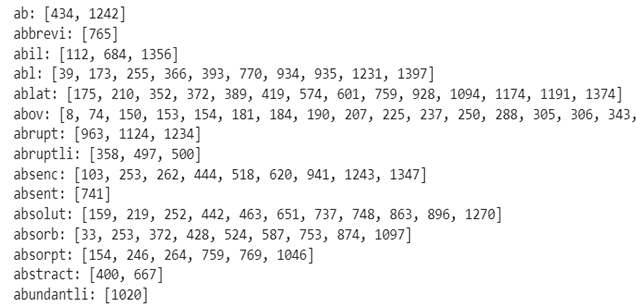 ab: [434, 1242]
abbrevi: [765]
abil: [112, 684, 1356]
abl: [39, 173, 255, 366, 393, 770, 934, 935, 1231, 1397]
ablat: [175, 210, 352, 372, 389, 419, 574, 601, 759, 928, 1094, 1174, 1191, 1374]
abov: [8, 74, 150, 153, 154, 181, 184, 190, 207, 225, 237, 250, 288, 305, 306, 343,
abrupt: [963, 1124, 1234]
abruptli: [358, 497, 500]
absenc: [103, 253, 262, 444, 518, 620, 941, 1243, 1347]
absent: [741]
absolut: [159, 219, 252, 442, 463, 651, 737, 748, 863, 896, 1270]
absorb: [33, 253, 372, 428, 524, 587, 753, 874, 1097]
absorpt: [154, 246, 264, 759, 769, 1046]
abstract: [400, 667]
abundantli: [1020]